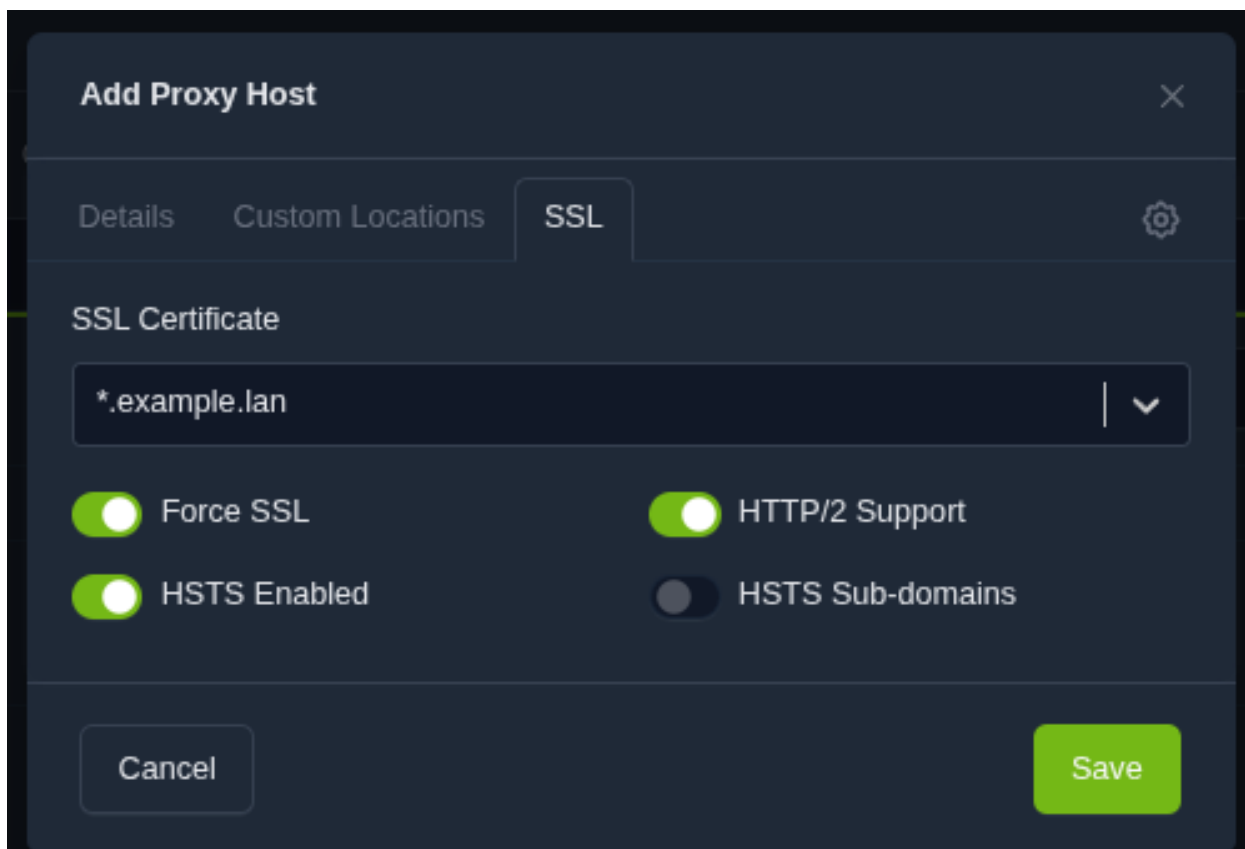 Add Proxy Host
Details Custom Locations SSL
SSL Certificate
*.example.lan
Force SSL HTTP/2 Support
HSTS Enabled HSTS Sub-domains
Cancel Save